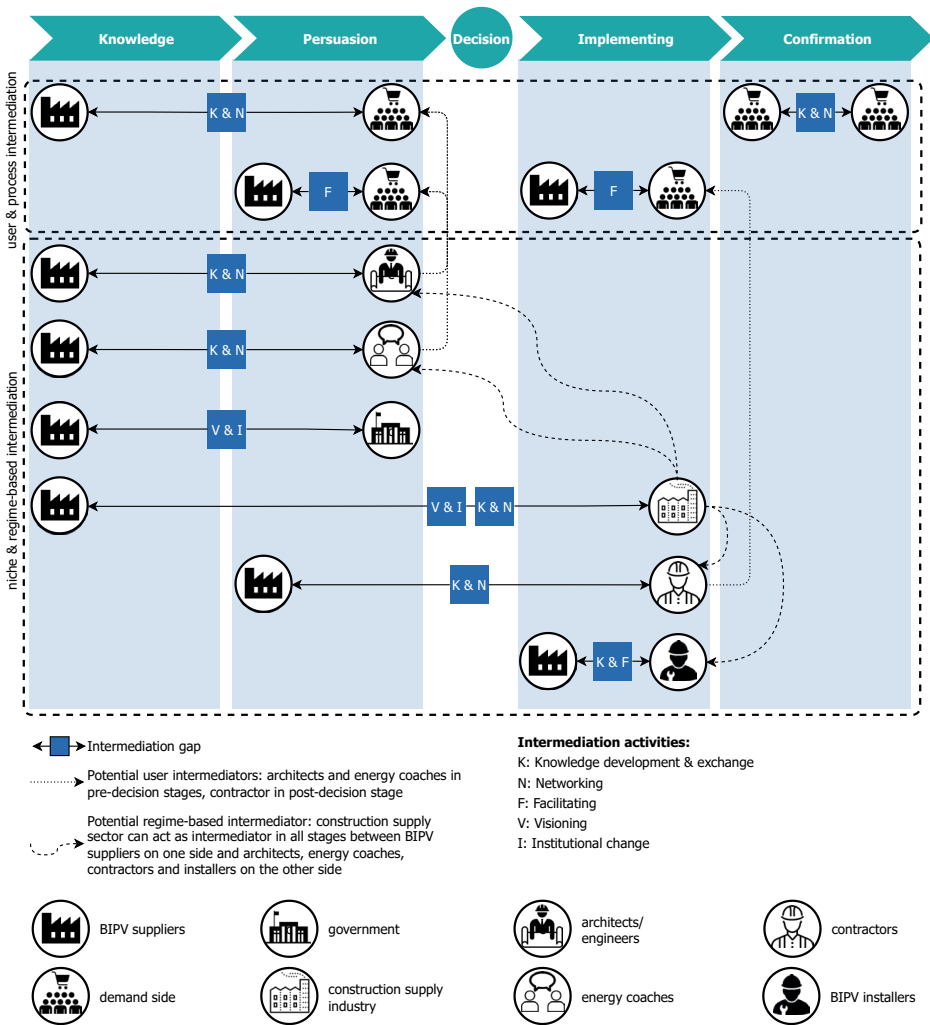 Knowledge
Persuasion
Decision
Implementing
Confirmation
user & process intermediation
K & N
K & N
F
F
niche & regime-based intermediation
K & N
K & N
V & I
V & I
K & N
K & N
K & F
Intermediation gap
Potential user intermediators: architects and energy coaches in
pre-decision stages, contractor in post-decision stage
Potential regime-based intermediator: construction supply
sector can act as intermediator in all stages between BIPV
suppliers on one side and architects, energy coaches,
contractors and installers on the other side
Intermediation activities:
K: Knowledge development & exchange
N: Networking
F: Facilitating
V: Visioning
I: Institutional change
BIPV suppliers
government
architects/
engineers
contractors
demand side
construction supply
industry
energy coaches
BIPV installers